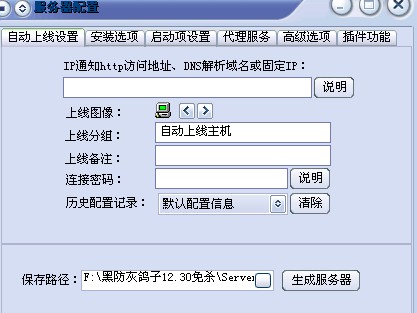 服务器配置
自动上线设置 安装选项 启动项设置 代理服务 高级选项 插件功能
IP通知http访问地址、DNS解析域名或固定IP：
说明
上线图像：
上线分组： 自动上线主机
上线备注：
连接密码： 说明
历史配置记录： 默认配置信息 清除
保存路径： F:\黑防灰鸽子12.30免杀\Server 生成服务器